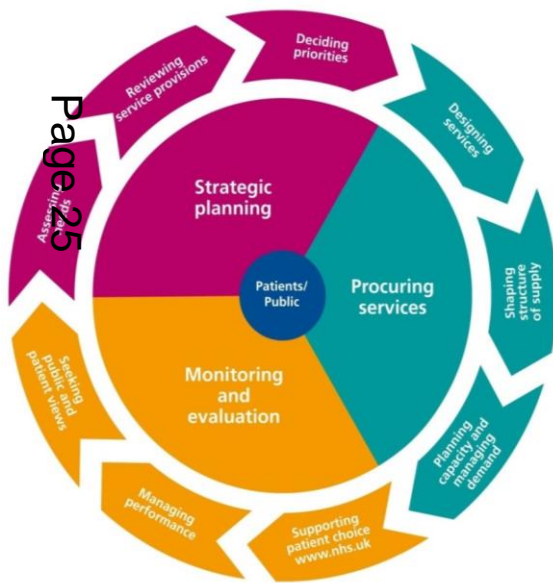 Deciding
priorities
Designing
services
Shaping
structure
of supply
Planning
capacity and
managing
demand
Supporting
patient choice
www.nhs.uk
Managing
performance
Seeking
public and
patient views
Assessing
needs
Reviewing
service provisions
Strategic
planning
Procuring
services
Monitoring
and
evaluation
Patients/
Public
Page 25